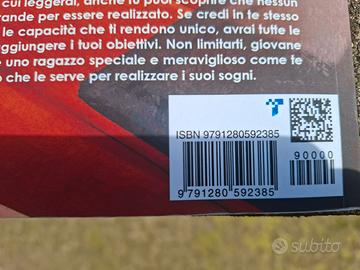 cui leggerai, anche tu puoi scoprire che nessun
rande per essere realizzato. Se credi in te stesso
le capacità che ti rendono unico, avrai tutte le
aggiungere i tuoi obiettivi. Non limitarti, giovane
è uno ragazzo speciale e meraviglioso come te
o che le serve per realizzare i suoi sogni.
ISBN 9791280592385
90000
9 791280 592385
subito